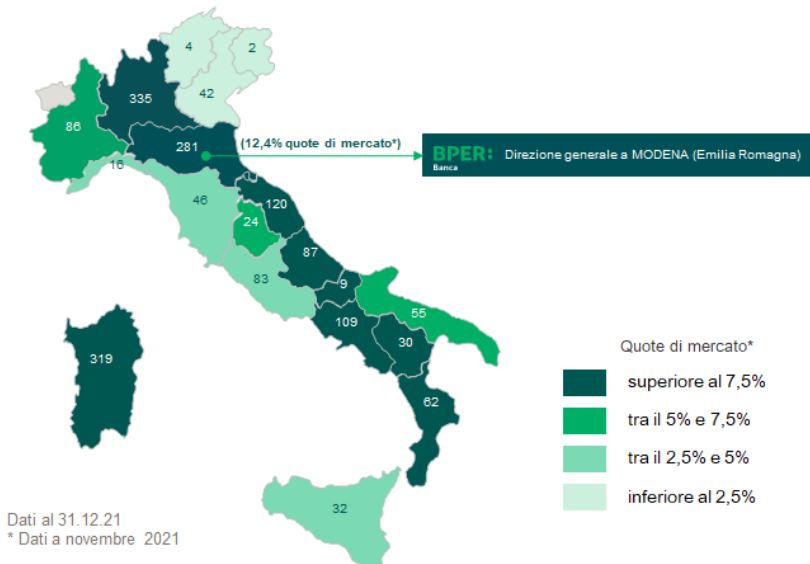 4
2
335
42
86
281
(12,4% quote di mercato*)
BPER:
Banca
Direzione generale a MODENA (Emilia Romagna)
16
46
120
24
87
83
9
109
55
30
319
62
32
Quote di mercato*
superiore al 7,5%
tra il 5% e 7,5%
tra il 2,5% e 5%
inferiore al 2,5%
Dati al 31.12.21
* Dati a novembre 2021